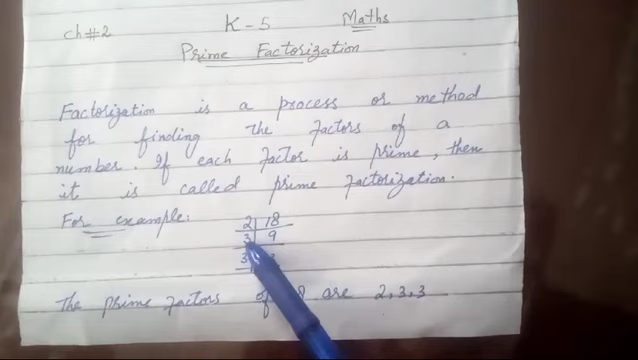 Ch#2 K-5 Maths
Prime Factorization
Factorization is a process or method
for finding the factors of a
number. If each factor is prime, then
it is called prime factorization.
For example: 2 18
3 9
3
The prime factors of 8 are 2,3,3